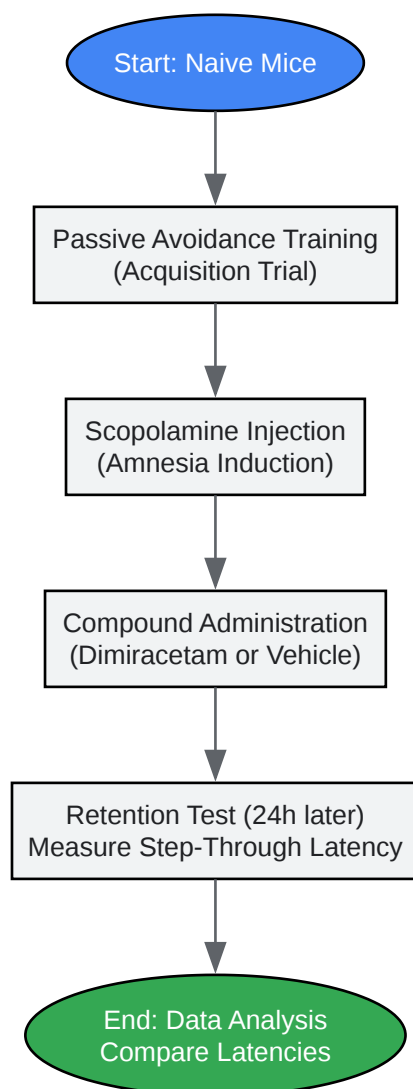 Start: Naive Mice
Passive Avoidance Training
(Acquisition Trial)
Scopolamine Injection
(Amnesia Induction)
Compound Administration
(Dimiracetam or Vehicle)
Retention Test (24h later)
Measure Step-Through Latency
End: Data Analysis
Compare Latencies